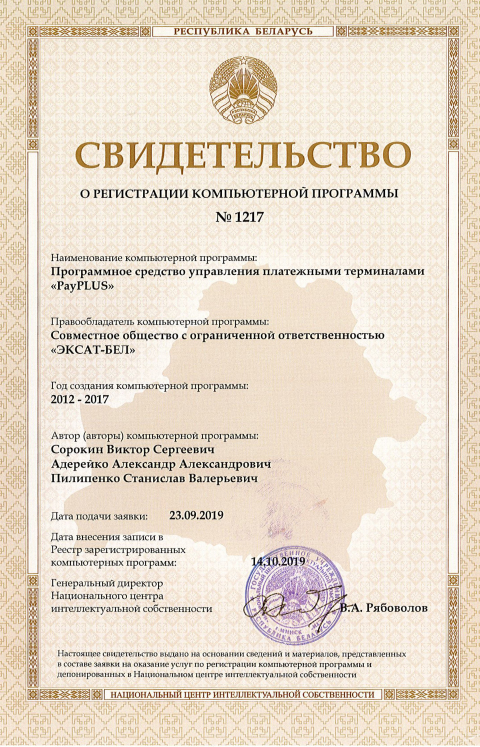 РЕСПУБЛИКА БЕЛАРУСЬ
СВИДЕТЕЛЬСТВО
О РЕГИСТРАЦИИ КОМПЬЮТЕРНОЙ ПРОГРАММЫ
№ 1217
Наименование компьютерной программы:
Программное средство управления платежными терминалами
«PayPLUS»
Правообладатель компьютерной программы:
Совместное общество с ограниченной ответственностью
«ЭКСАТ-БЕЛ»
Год создания компьютерной программы:
2012 - 2017
Автор (авторы) компьютерной программы:
Сорокин Виктор Сергеевич
Адерейко Александр Александрович
Пилипенко Станислав Валерьевич
Дата подачи заявки: 23.09.2019
Дата внесения записи в
Реестр зарегистрированных
компьютерных программ: 14.10.2019
Генеральный директор
Национального центра
интеллектуальной собственности В.А. Рябоволов
Настоящее свидетельство выдано на основании сведений и материалов, представленных
в составе заявки на оказание услуг по регистрации компьютерной программы и
депонированных в Национальном центре интеллектуальной собственности
НАЦИОНАЛЬНЫЙ ЦЕНТР ИНТЕЛЛЕКТУАЛЬНОЙ СОБСТВЕННОСТИ